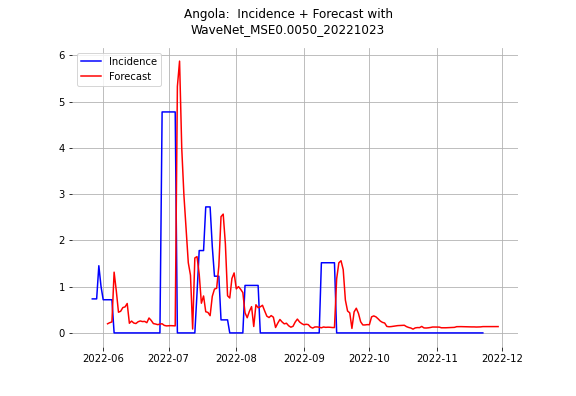 Angola:  Incidence + Forecast with
WaveNet_MSE0.0050_20221023
Incidence
Forecast
6
5
4
3
2
1
0
2022-06 2022-07 2022-08 2022-09 2022-10 2022-11 2022-12